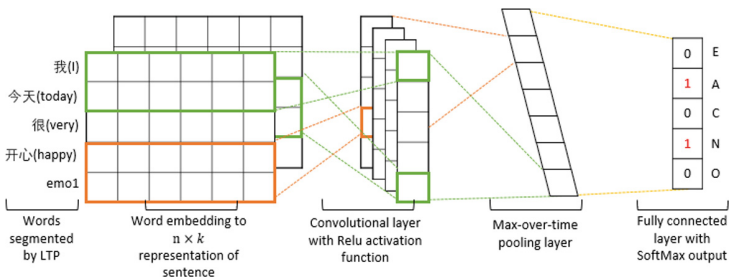 我(I)
今天(today)
很(very)
开心(happy)
emo1
0 E
1 A
0 C
1 N
0 O
Words
segmented
by LTP
Word embedding to
n × k
representation of
sentence
Convolutional layer
with Relu activation
function
Max-over-time
pooling layer
Fully connected
layer with
SoftMax output